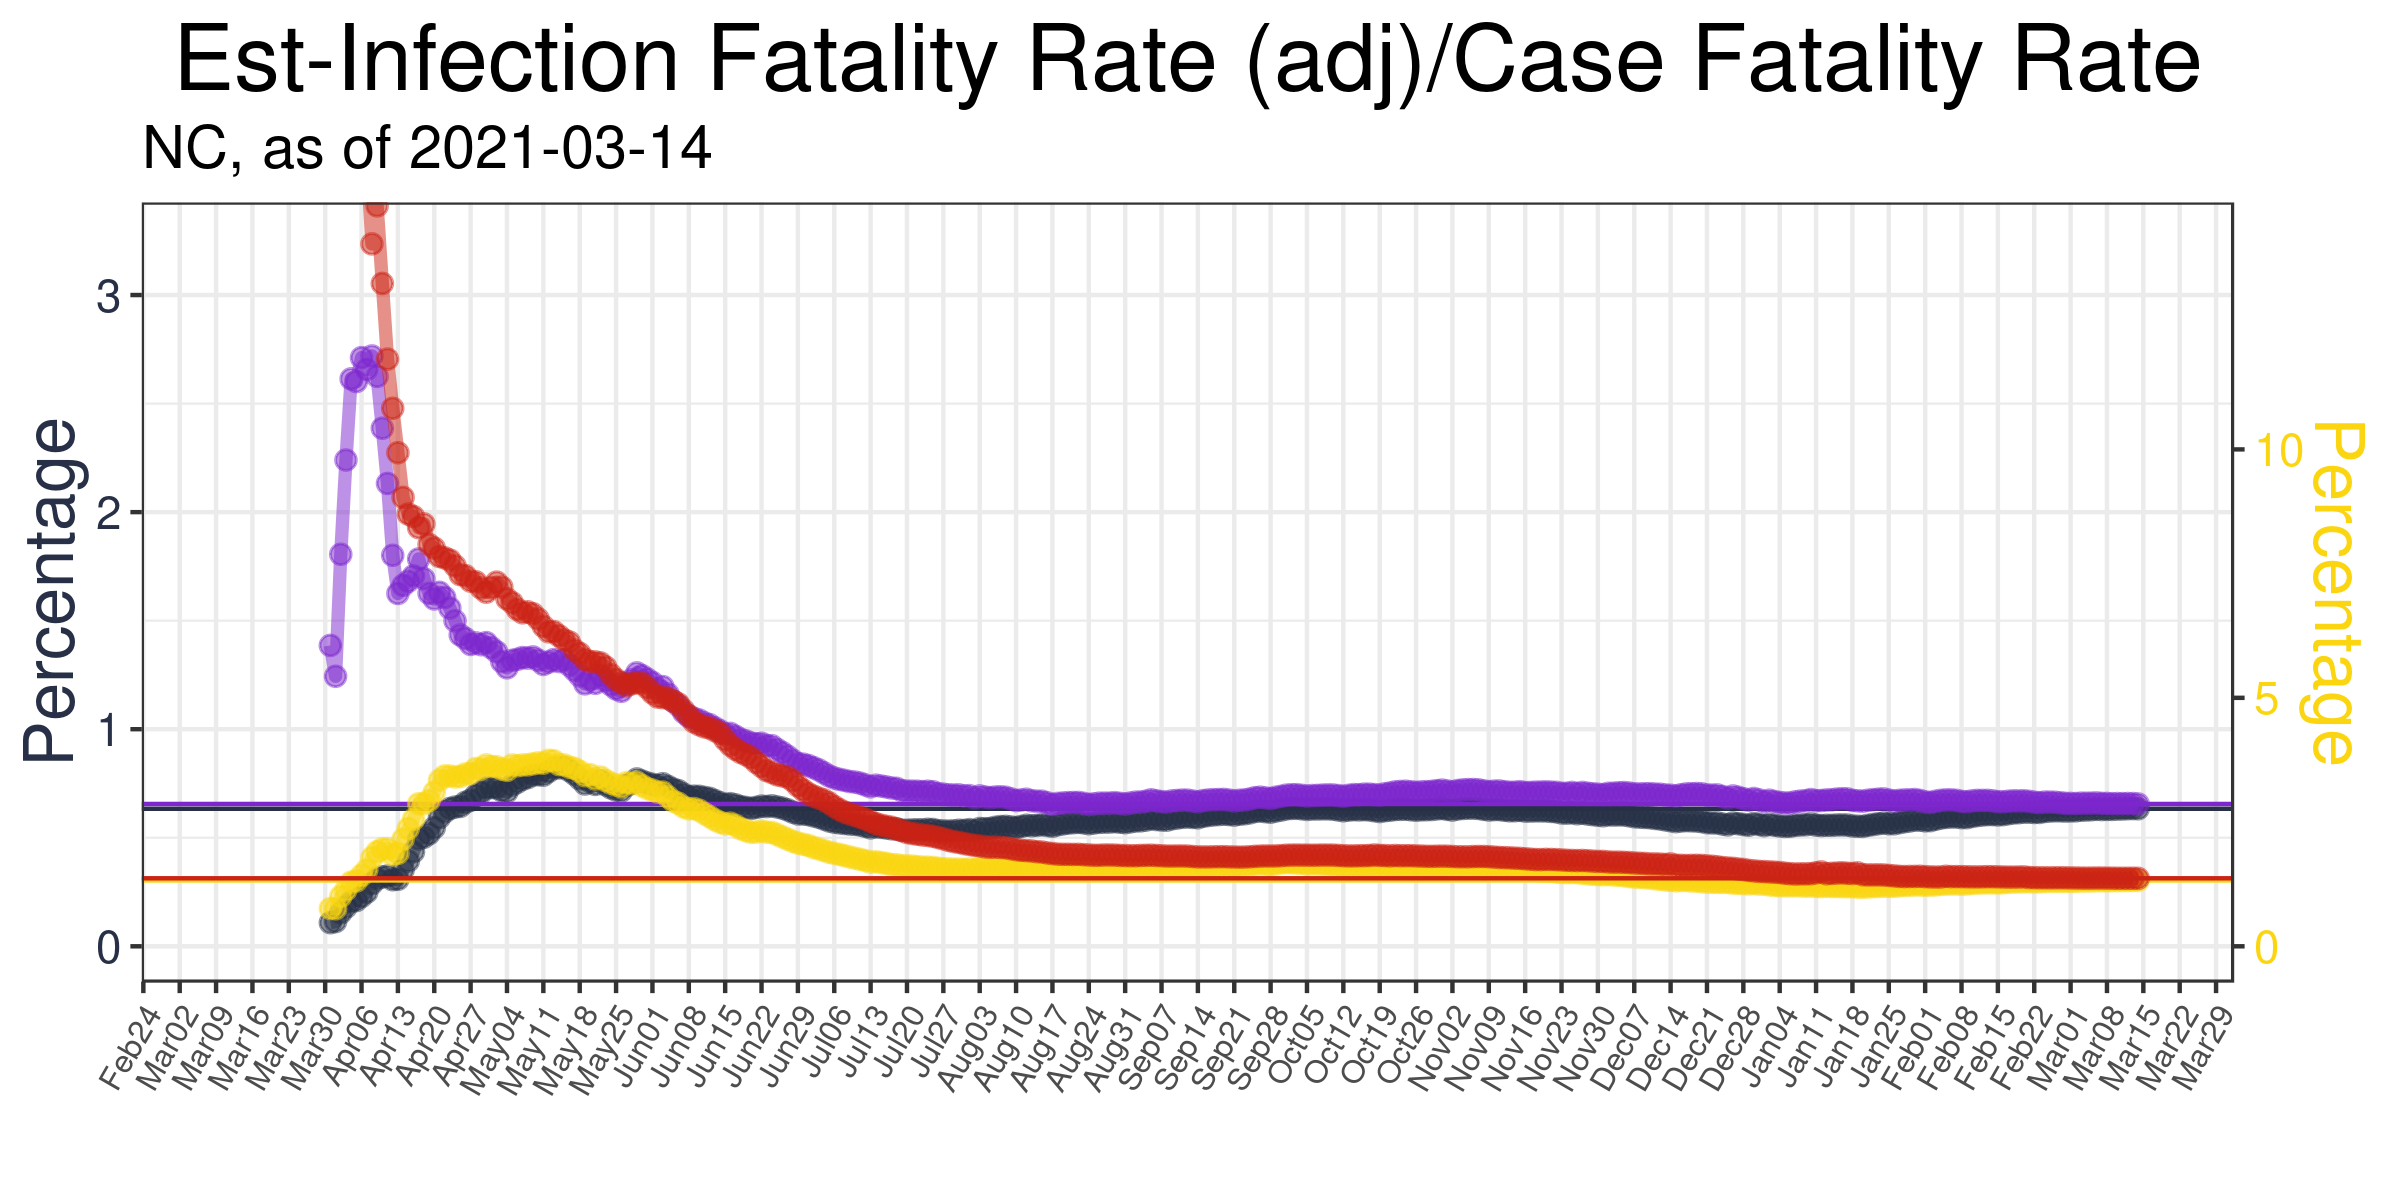 Est-Infection Fatality Rate (adj)/Case Fatality Rate
NC, as of 2021-03-14
Percentage
3
2
1
0
10
5
0
Percentage
Feb24
Mar02
Mar09
Mar16
Mar23
Mar30
Apr06
Apr13
Apr20
Apr27
May04
May11
May18
May25
Jun01
Jun08
Jun15
Jun22
Jun29
Jul06
Jul13
Jul20
Jul27
Aug03
Aug10
Aug17
Aug24
Aug31
Sep07
Sep14
Sep21
Sep28
Oct05
Oct12
Oct19
Oct26
Nov02
Nov09
Nov16
Nov23
Nov30
Dec07
Dec14
Dec21
Dec28
Jan04
Jan11
Jan18
Jan25
Feb01
Feb08
Feb15
Feb22
Mar01
Mar08
Mar15
Mar22
Mar29